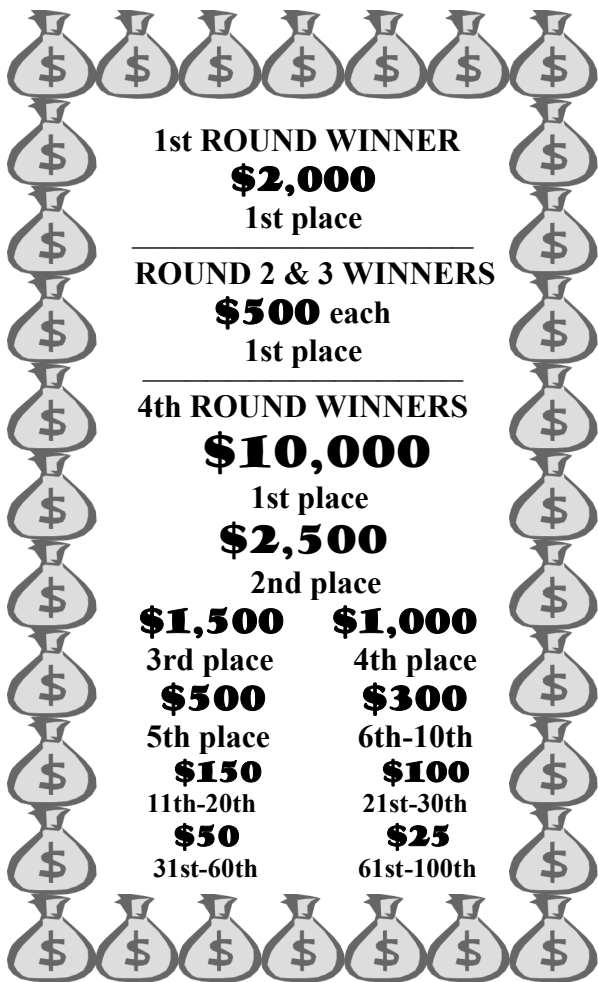 1st ROUND WINNER
$2,000
1st place
ROUND 2 & 3 WINNERS
$500 each
1st place
4th ROUND WINNERS
$10,000
1st place
$2,500
2nd place
$1,500 $1,000
3rd place 4th place
$500 $300
5th place 6th-10th
$150 $100
11th-20th 21st-30th
$50 $25
31st-60th 61st-100th